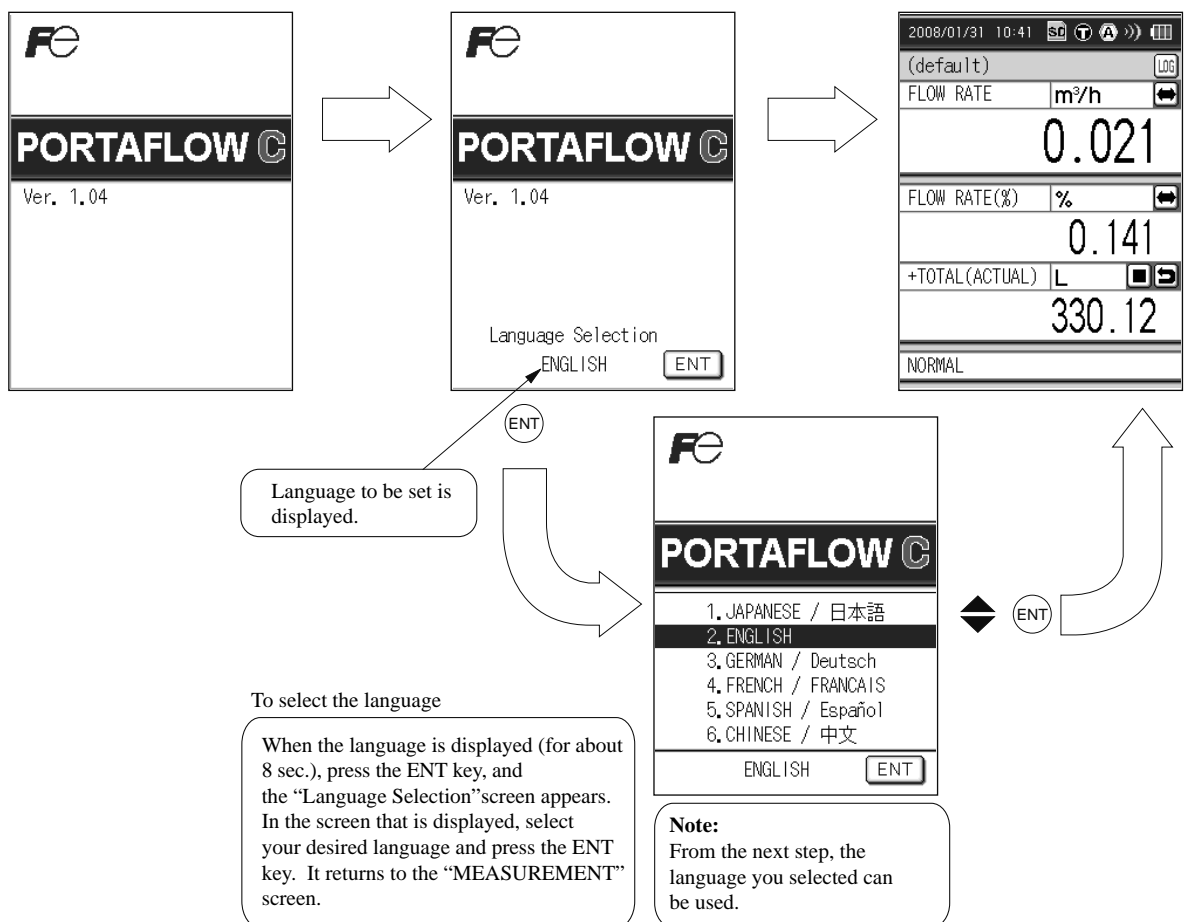 Fe
PORTAFLOW C
Ver. 1.04
Fe
PORTAFLOW C
Ver. 1.04
Language Selection
ENGLISH ENT
2008/01/31 10:41 SD T A
(default) LOG
FLOW RATE m³/h
0.021
FLOW RATE(%) %
0.141
+TOTAL(ACTUAL) L
330.12
NORMAL
ENT
Language to be set is
displayed.
Fe
PORTAFLOW C
1.JAPANESE / 日本語
2.ENGLISH
3.GERMAN / Deutsch
4.FRENCH / FRANCAIS
5.SPANISH / Español
6.CHINESE / 中文
ENGLISH ENT
ENT
To select the language
When the language is displayed (for about
8 sec.), press the ENT key, and
the “Language Selection”screen appears.
In the screen that is displayed, select
your desired language and press the ENT
key. It returns to the “MEASUREMENT”
screen.
Note:
From the next step, the
language you selected can
be used.